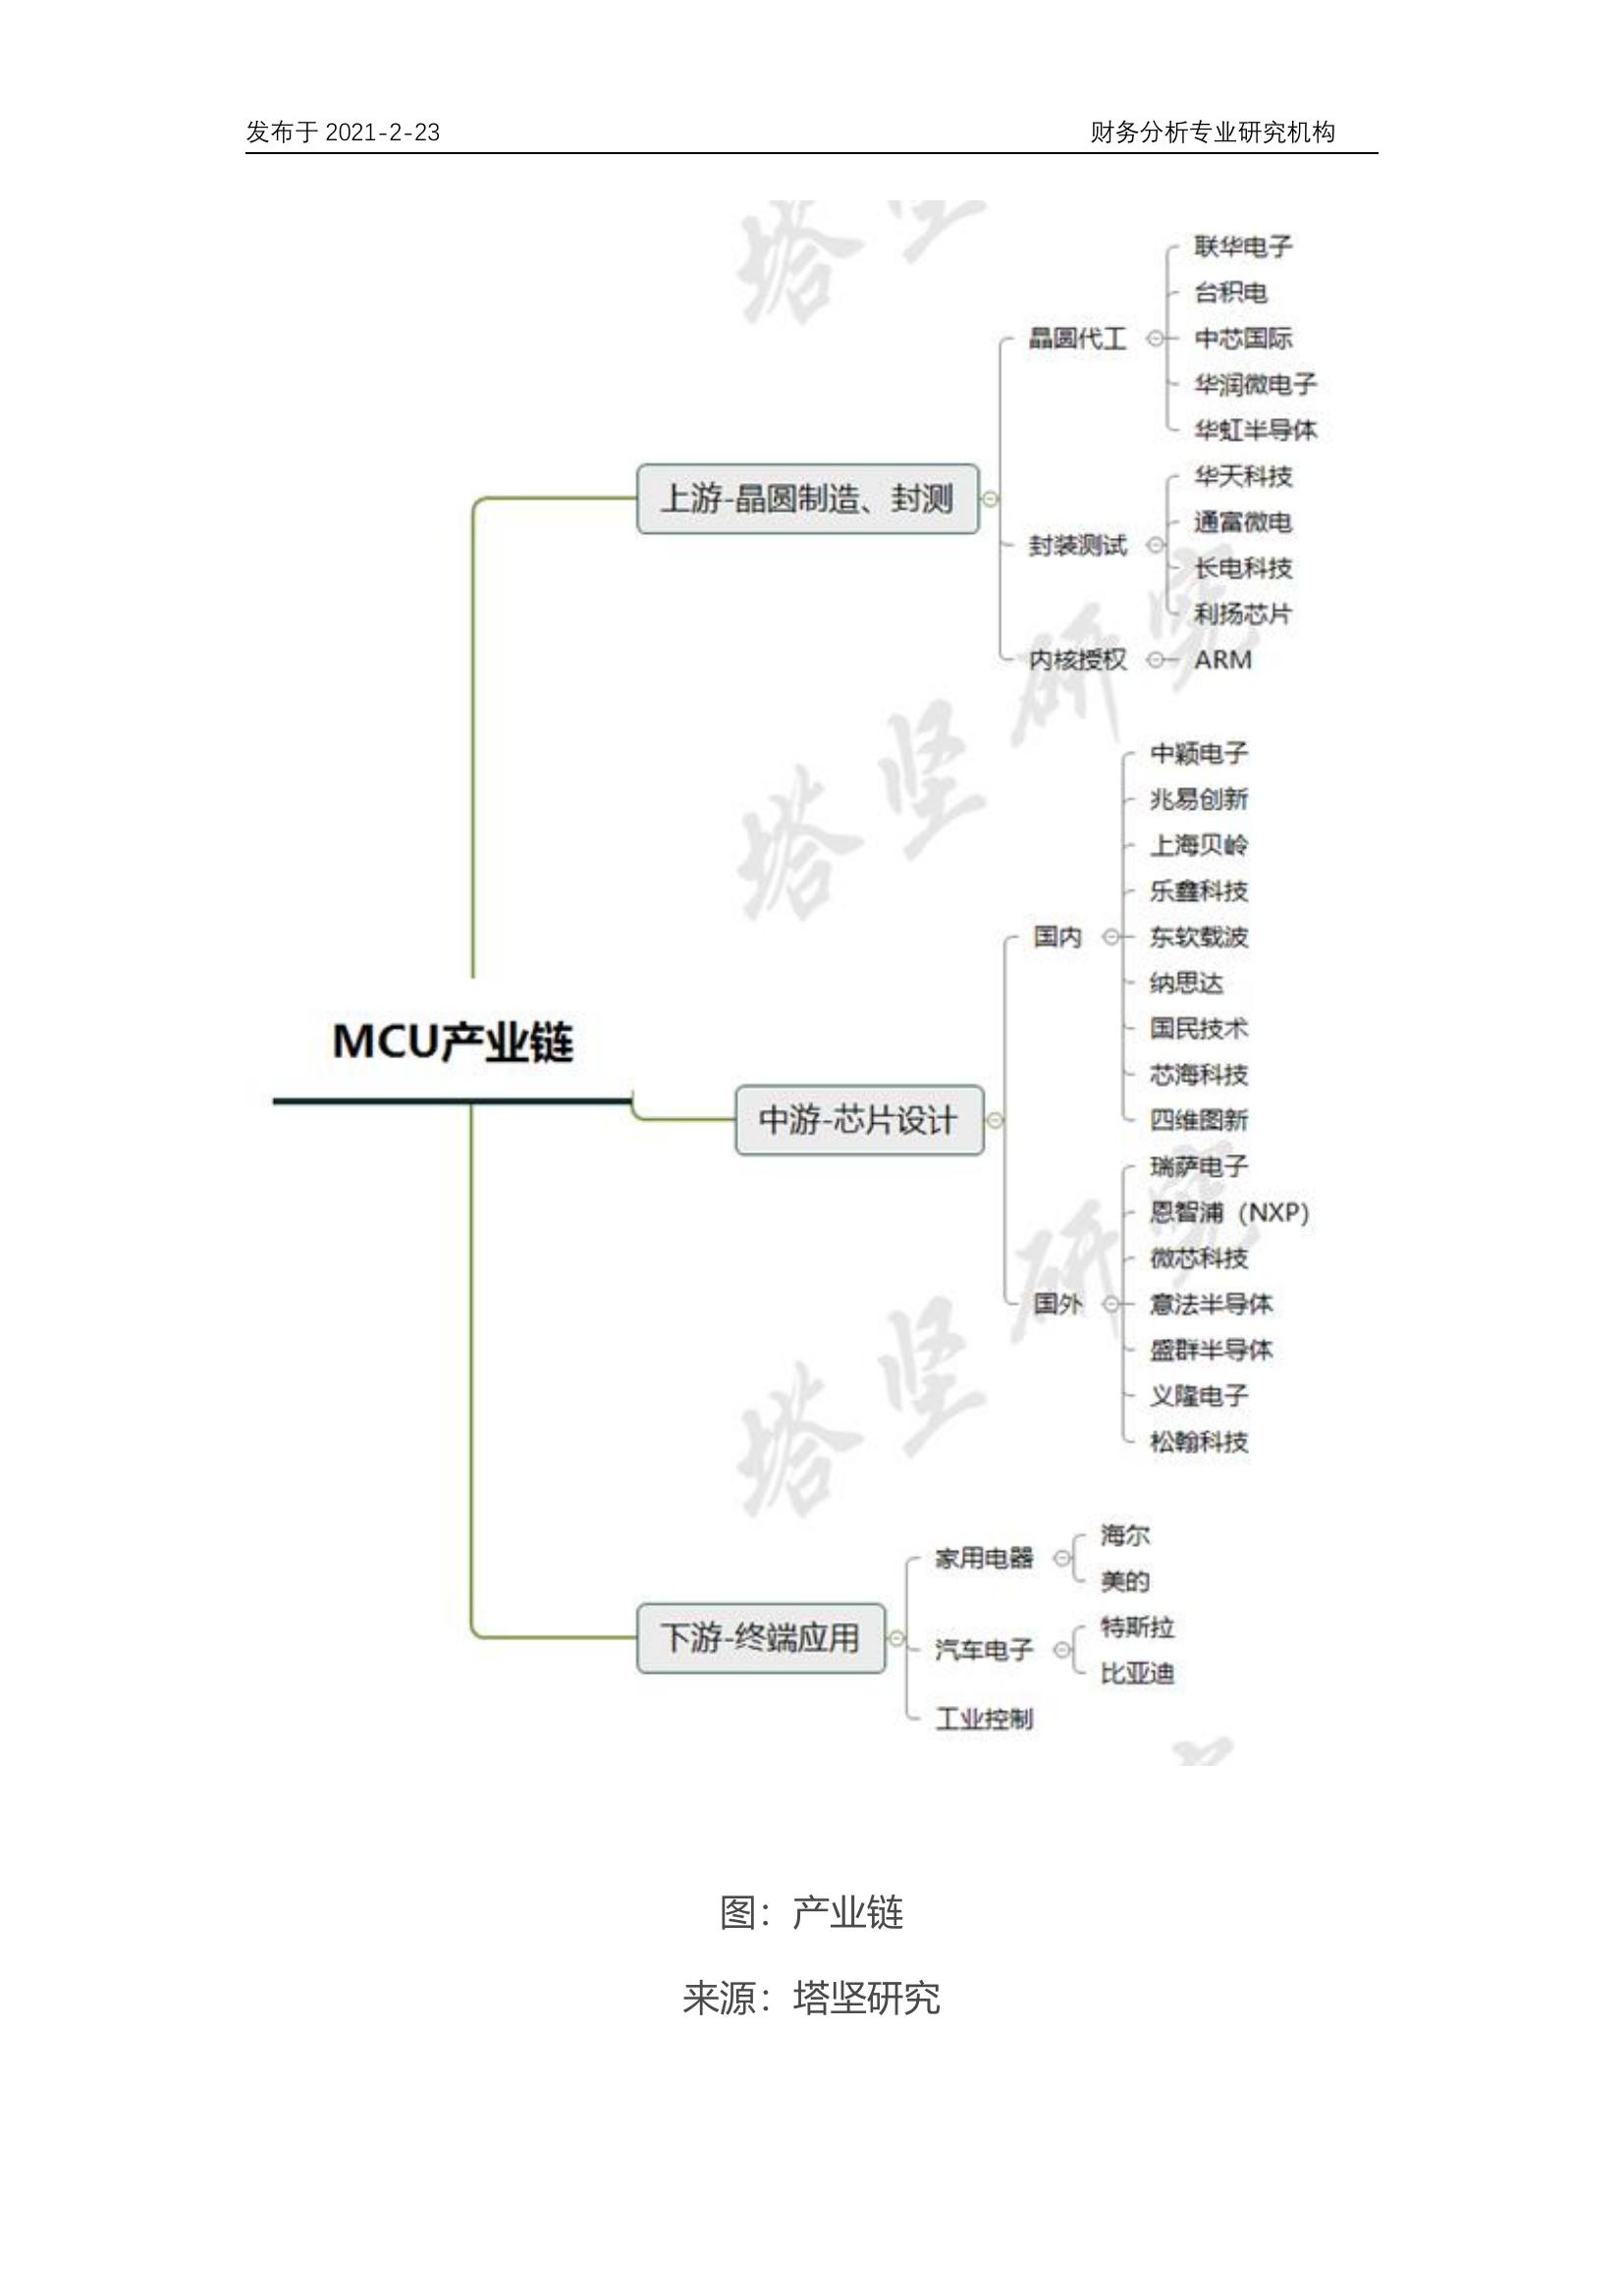 发布于 2021-2-23
财务分析专业研究机构
MCU产业链
上游-晶圆制造、封测
晶圆代工
联华电子
台积电
中芯国际
华润微电子
华虹半导体
封装测试
华天科技
通富微电
长电科技
利扬芯片
内核授权
ARM
中游-芯片设计
国内
中颖电子
兆易创新
上海贝岭
乐鑫科技
东软载波
纳思达
国民技术
芯海科技
四维图新
国外
瑞萨电子
恩智浦（NXP）
微芯科技
意法半导体
盛群半导体
义隆电子
松翰科技
下游-终端应用
家用电器
海尔
美的
汽车电子
特斯拉
比亚迪
工业控制
塔坚
塔坚研究
塔坚研究
图：产业链
来源：塔坚研究